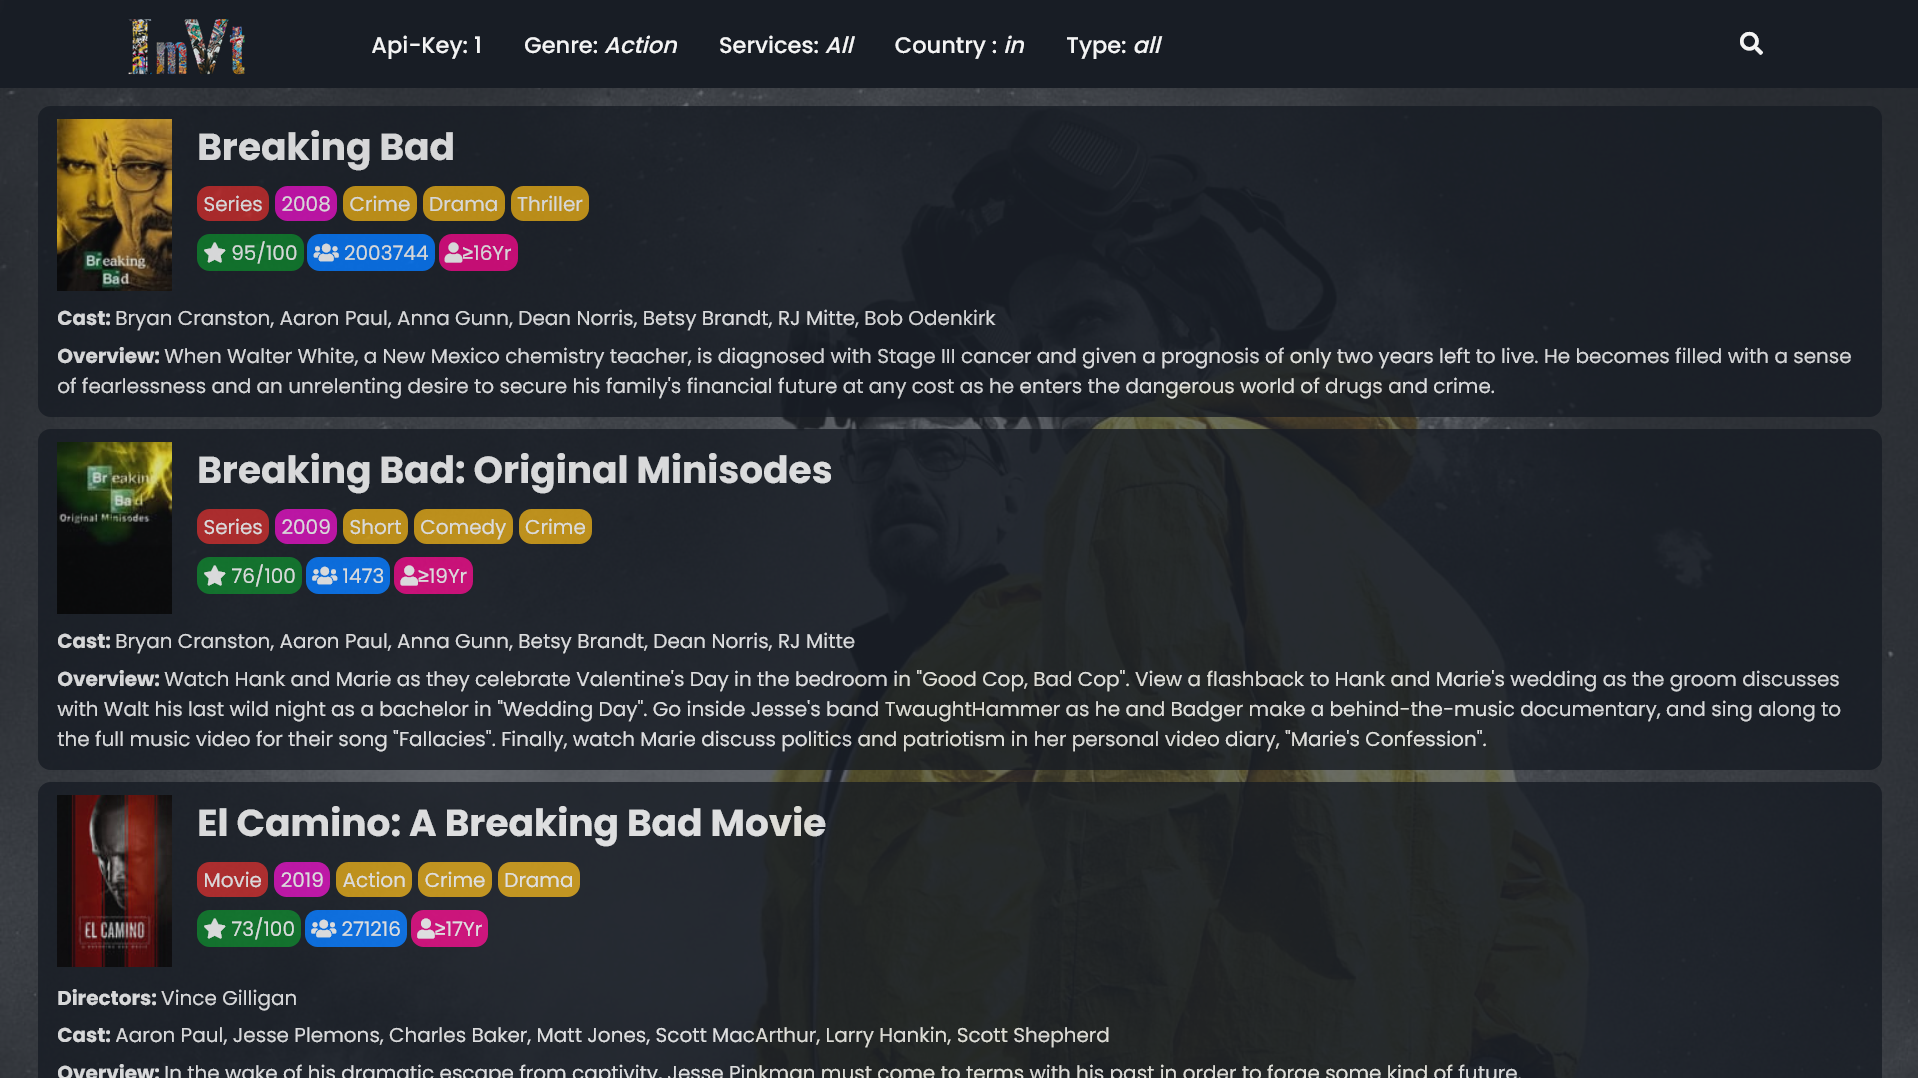 ImVt
Api-Key: 1 Genre: Action Services: All Country : in Type: all
Breaking Bad
Series 2008 Crime Drama Thriller
95/100 2003744 ≥16Yr
Breaking
Bad
Cast: Bryan Cranston, Aaron Paul, Anna Gunn, Dean Norris, Betsy Brandt, RJ Mitte, Bob Odenkirk
Overview: When Walter White, a New Mexico chemistry teacher, is diagnosed with Stage III cancer and given a prognosis of only two years left to live. He becomes filled with a sense
of fearlessness and an unrelenting desire to secure his family's financial future at any cost as he enters the dangerous world of drugs and crime.
Breaking Bad: Original Minisodes
Breaking
Bad
Original Minisodes
Series 2009 Short Comedy Crime
76/100 1473 ≥19Yr
Cast: Bryan Cranston, Aaron Paul, Anna Gunn, Betsy Brandt, Dean Norris, RJ Mitte
Overview: Watch Hank and Marie as they celebrate Valentine's Day in the bedroom in "Good Cop, Bad Cop". View a flashback to Hank and Marie's wedding as the groom discusses
with Walt his last wild night as a bachelor in "Wedding Day". Go inside Jesse's band TwaughtHammer as he and Badger make a behind-the-music documentary, and sing along to
the full music video for their song "Fallacies". Finally, watch Marie discuss politics and patriotism in her personal video diary, "Marie's Confession".
El Camino: A Breaking Bad Movie
Movie 2019 Action Crime Drama
73/100 271216 ≥17Yr
EL CAMINO
Directors: Vince Gilligan
Cast: Aaron Paul, Jesse Plemons, Charles Baker, Matt Jones, Scott MacArthur, Larry Hankin, Scott Shepherd
Overview: In the wake of his dramatic escape from captivity, Jesse Pinkman must come to terms with his past in order to forge some kind of future.